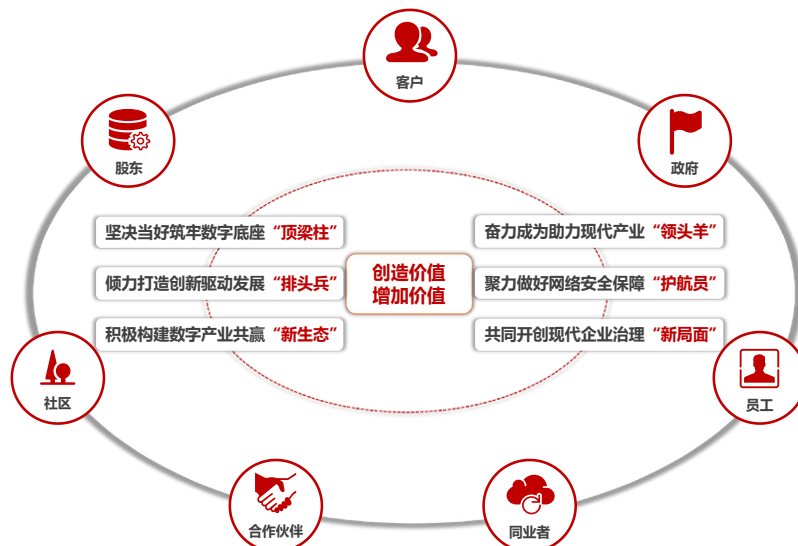 客户
股东
政府
坚决当好筑牢数字底座“顶梁柱”
奋力成为助力现代产业“领头羊”
倾力打造创新驱动发展“排头兵”
创造价值
增加价值
聚力做好网络安全保障“护航员”
积极构建数字产业共赢“新生态”
共同开创现代企业治理“新局面”
社区
员工
合作伙伴
同业者